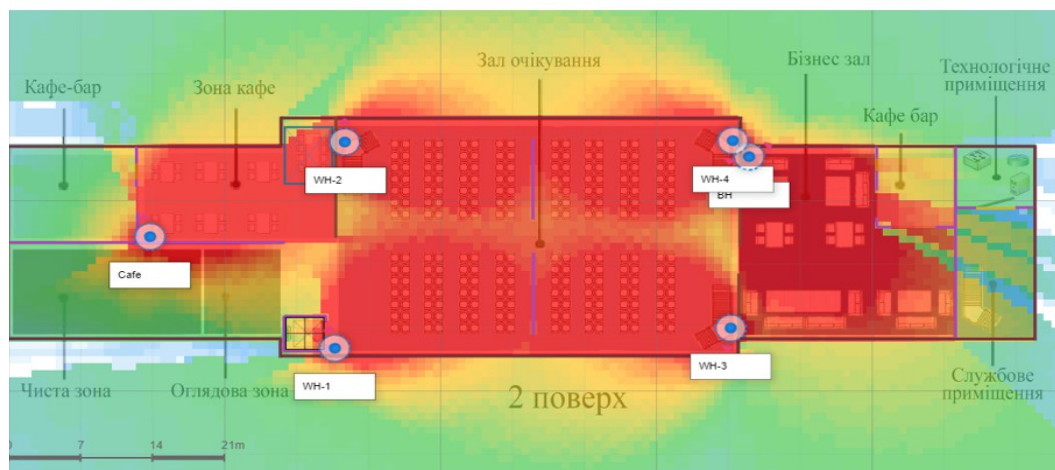 Зал очікування
Бізнес зал
Технологічне
приміщення
Кафе-бар
Зона кафе
Кафе бар
WH-2
WH-4
BH
Cafe
WH-1
WH-3
Чиста зона
Оглядова зона
2 поверх
Службове
приміщення
0 7 14 21m